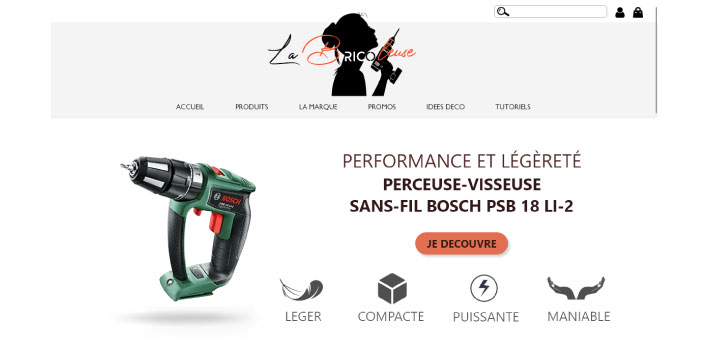 La BRICOleuse
ACCUEIL PRODUITS LA MARQUE PROMOS IDEES DECO TUTORIELS
PERFORMANCE ET LÉGÈRETÉ
PERCEUSE-VISSEUSE
SANS-FIL BOSCH PSB 18 LI-2
BOSCH
JE DECOUVRE
LEGER COMPACTE PUISSANTE MANIABLE